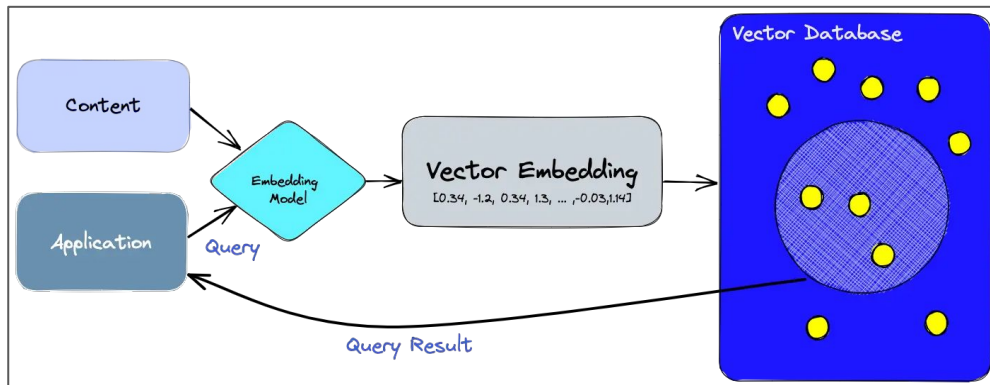 Vector Database
Content
Embedding
Model
Vector Embedding
[0.34, -1.2, 0.34, 1.3, ... ,-0.03,1.14]
Application
Query
Query Result